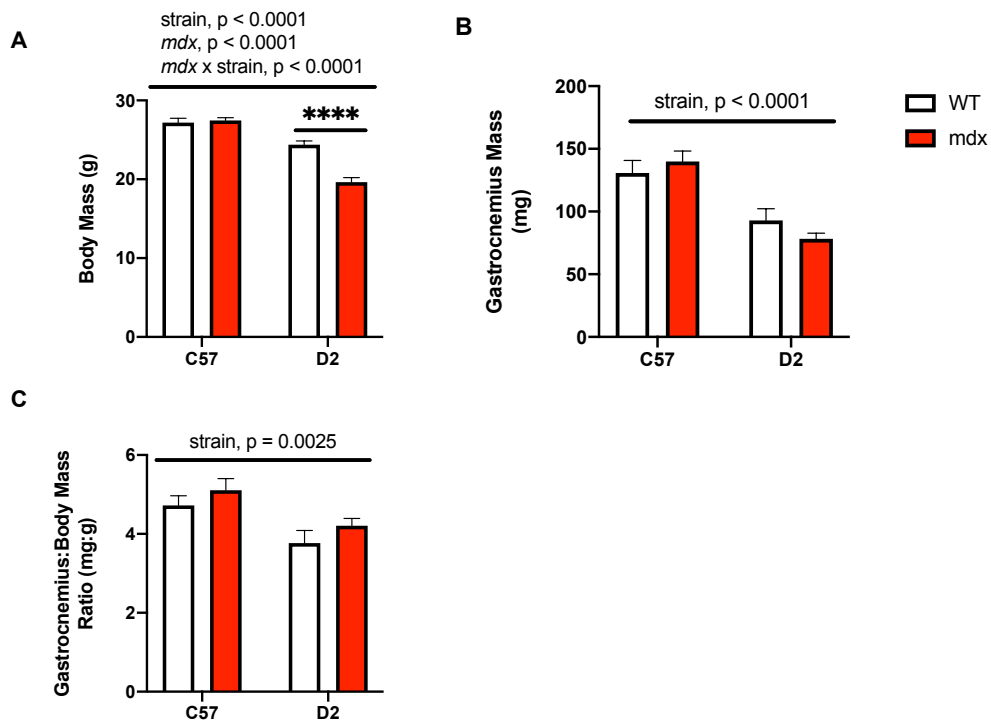 A
strain, p < 0.0001
mdx, p < 0.0001
mdx x strain, p < 0.0001
****
Body Mass (g)
30
20
10
0
C57
D2
B
strain, p < 0.0001
Gastrocnemius Mass
(mg)
200
150
100
50
0
C57
D2
WT
mdx
C
strain, p = 0.0025
Gastrocnemius:Body Mass
Ratio (mg:g)
6
4
2
0
C57
D2